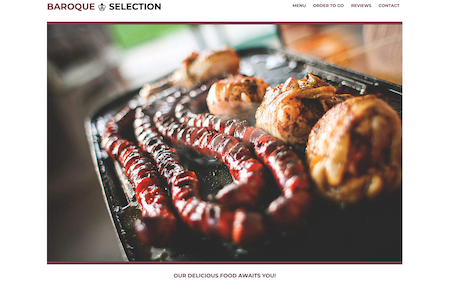 BAROQUE SELECTION
MENU ORDER TO GO REVIEWS CONTACT
OUR DELICIOUS FOOD AWAITS YOU!